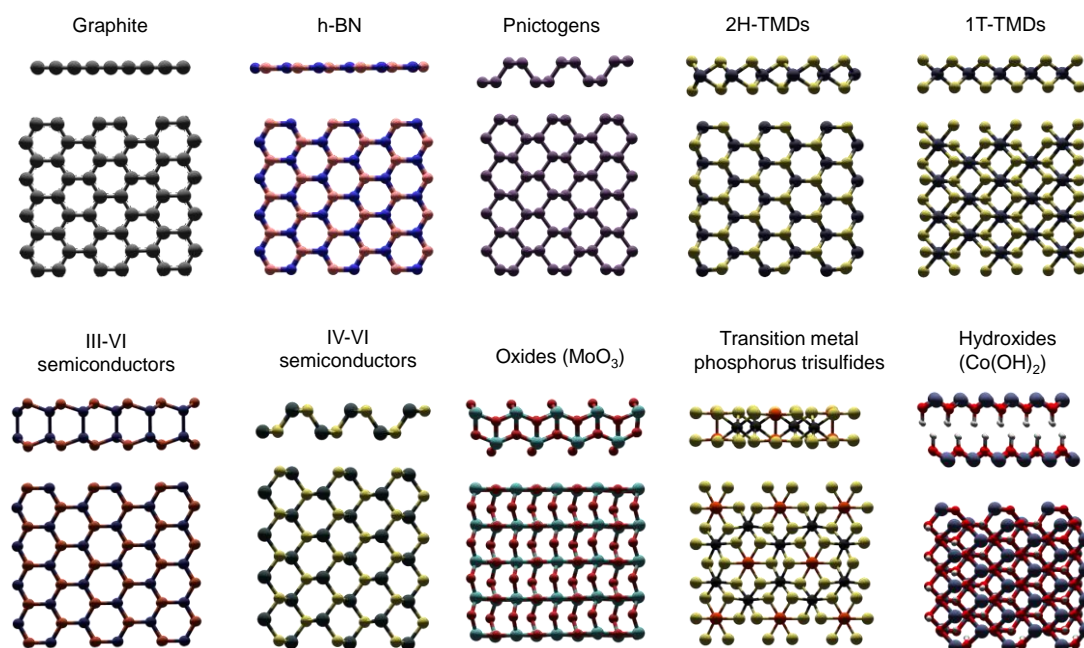 Graphite
h-BN
Pnictogens
2H-TMDs
1T-TMDs
III-VI
semiconductors
IV-VI
semiconductors
Oxides (MoO₃)
Transition metal
phosphorus trisulfides
Hydroxides
(Co(OH)₂)